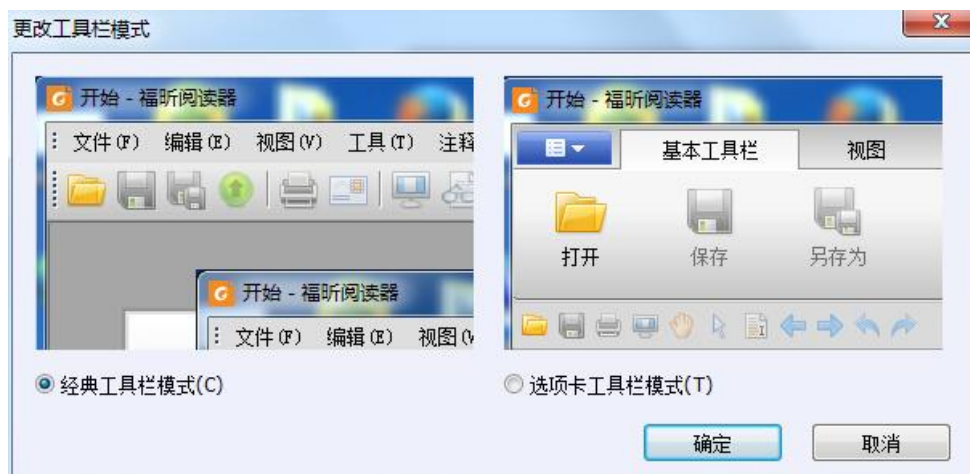 更改工具栏模式
开始 - 福昕阅读器
文件(F) 编辑(E) 视图(V) 工具(T) 注释
开始 - 福昕阅读器
文件(F) 编辑(E) 视图(V)
经典工具栏模式(C)
开始 - 福昕阅读器
基本工具栏 视图
打开 保存 另存为
选项卡工具栏模式(T)
确定 取消